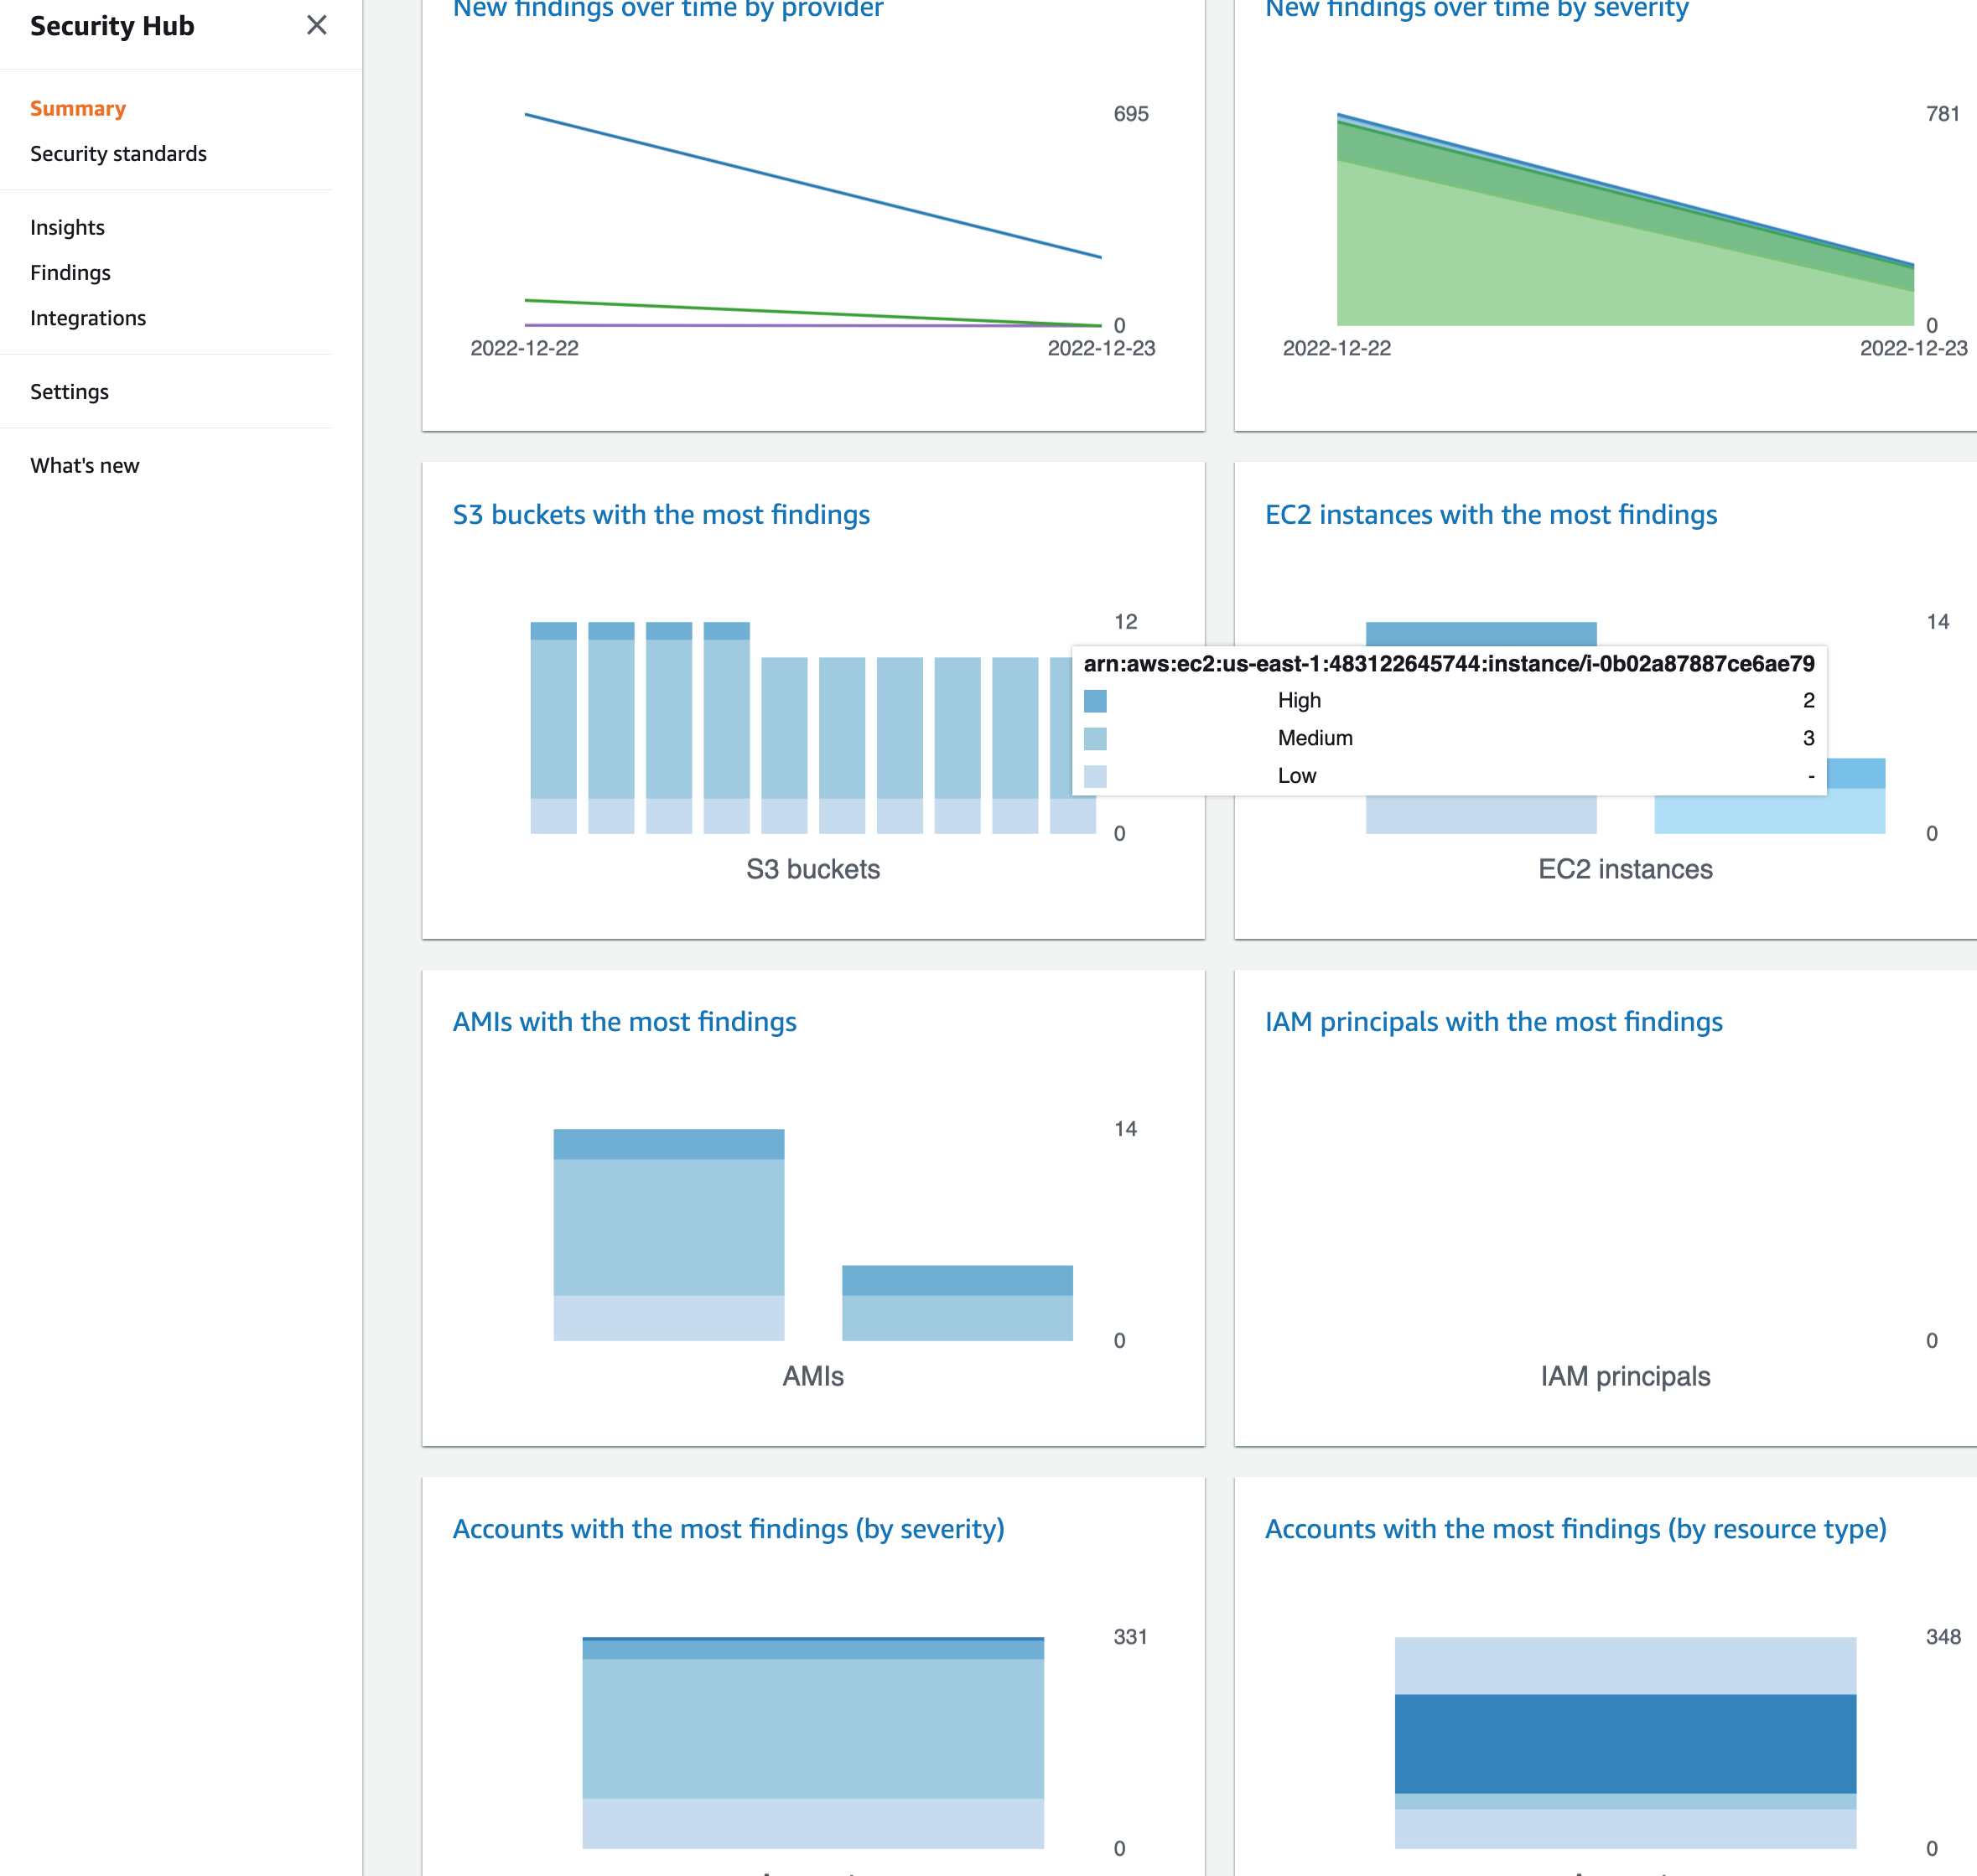 Security Hub
Summary
Security standards
Insights
Findings
Integrations
Settings
What's new
New findings over time by provider
695
0
2022-12-22
2022-12-23
New findings over time by severity
781
0
2022-12-22
2022-12-23
S3 buckets with the most findings
12
0
S3 buckets
EC2 instances with the most findings
14
arn:aws:ec2:us-east-1:483122645744:instance/i-0b02a87887ce6ae79
High 2
Medium 3
Low -
0
EC2 instances
AMIs with the most findings
14
0
AMIs
IAM principals with the most findings
0
IAM principals
Accounts with the most findings (by severity)
331
0
Accounts with the most findings (by resource type)
348
0